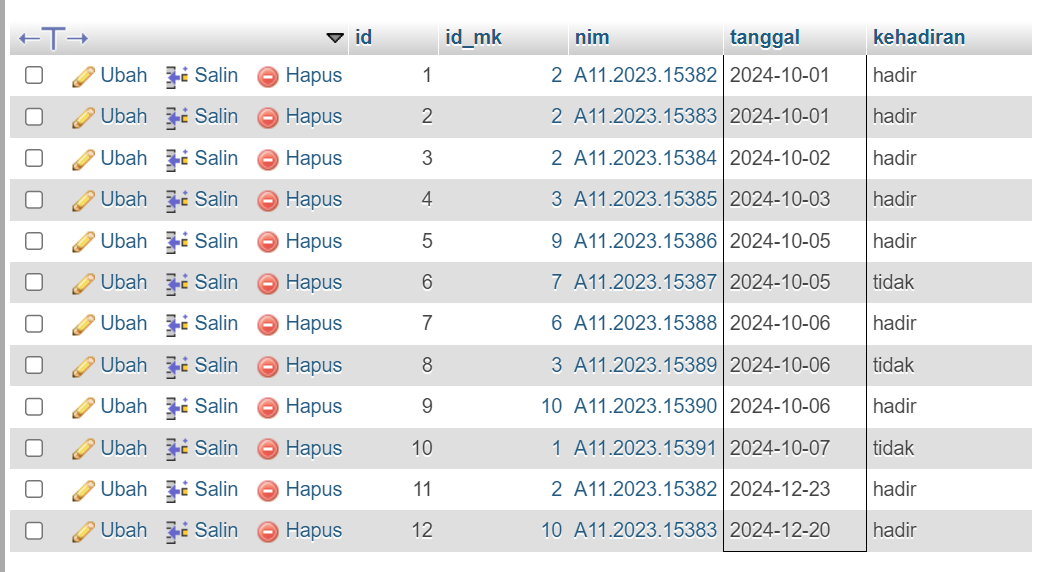 id id_mk nim tanggal kehadiran
Ubah Salin Hapus 1 2 A11.2023.15382 2024-10-01 hadir
Ubah Salin Hapus 2 2 A11.2023.15383 2024-10-01 hadir
Ubah Salin Hapus 3 2 A11.2023.15384 2024-10-02 hadir
Ubah Salin Hapus 4 3 A11.2023.15385 2024-10-03 hadir
Ubah Salin Hapus 5 9 A11.2023.15386 2024-10-05 hadir
Ubah Salin Hapus 6 7 A11.2023.15387 2024-10-05 tidak
Ubah Salin Hapus 7 6 A11.2023.15388 2024-10-06 hadir
Ubah Salin Hapus 8 3 A11.2023.15389 2024-10-06 tidak
Ubah Salin Hapus 9 10 A11.2023.15390 2024-10-06 hadir
Ubah Salin Hapus 10 1 A11.2023.15391 2024-10-07 tidak
Ubah Salin Hapus 11 2 A11.2023.15382 2024-12-23 hadir
Ubah Salin Hapus 12 10 A11.2023.15383 2024-12-20 hadir